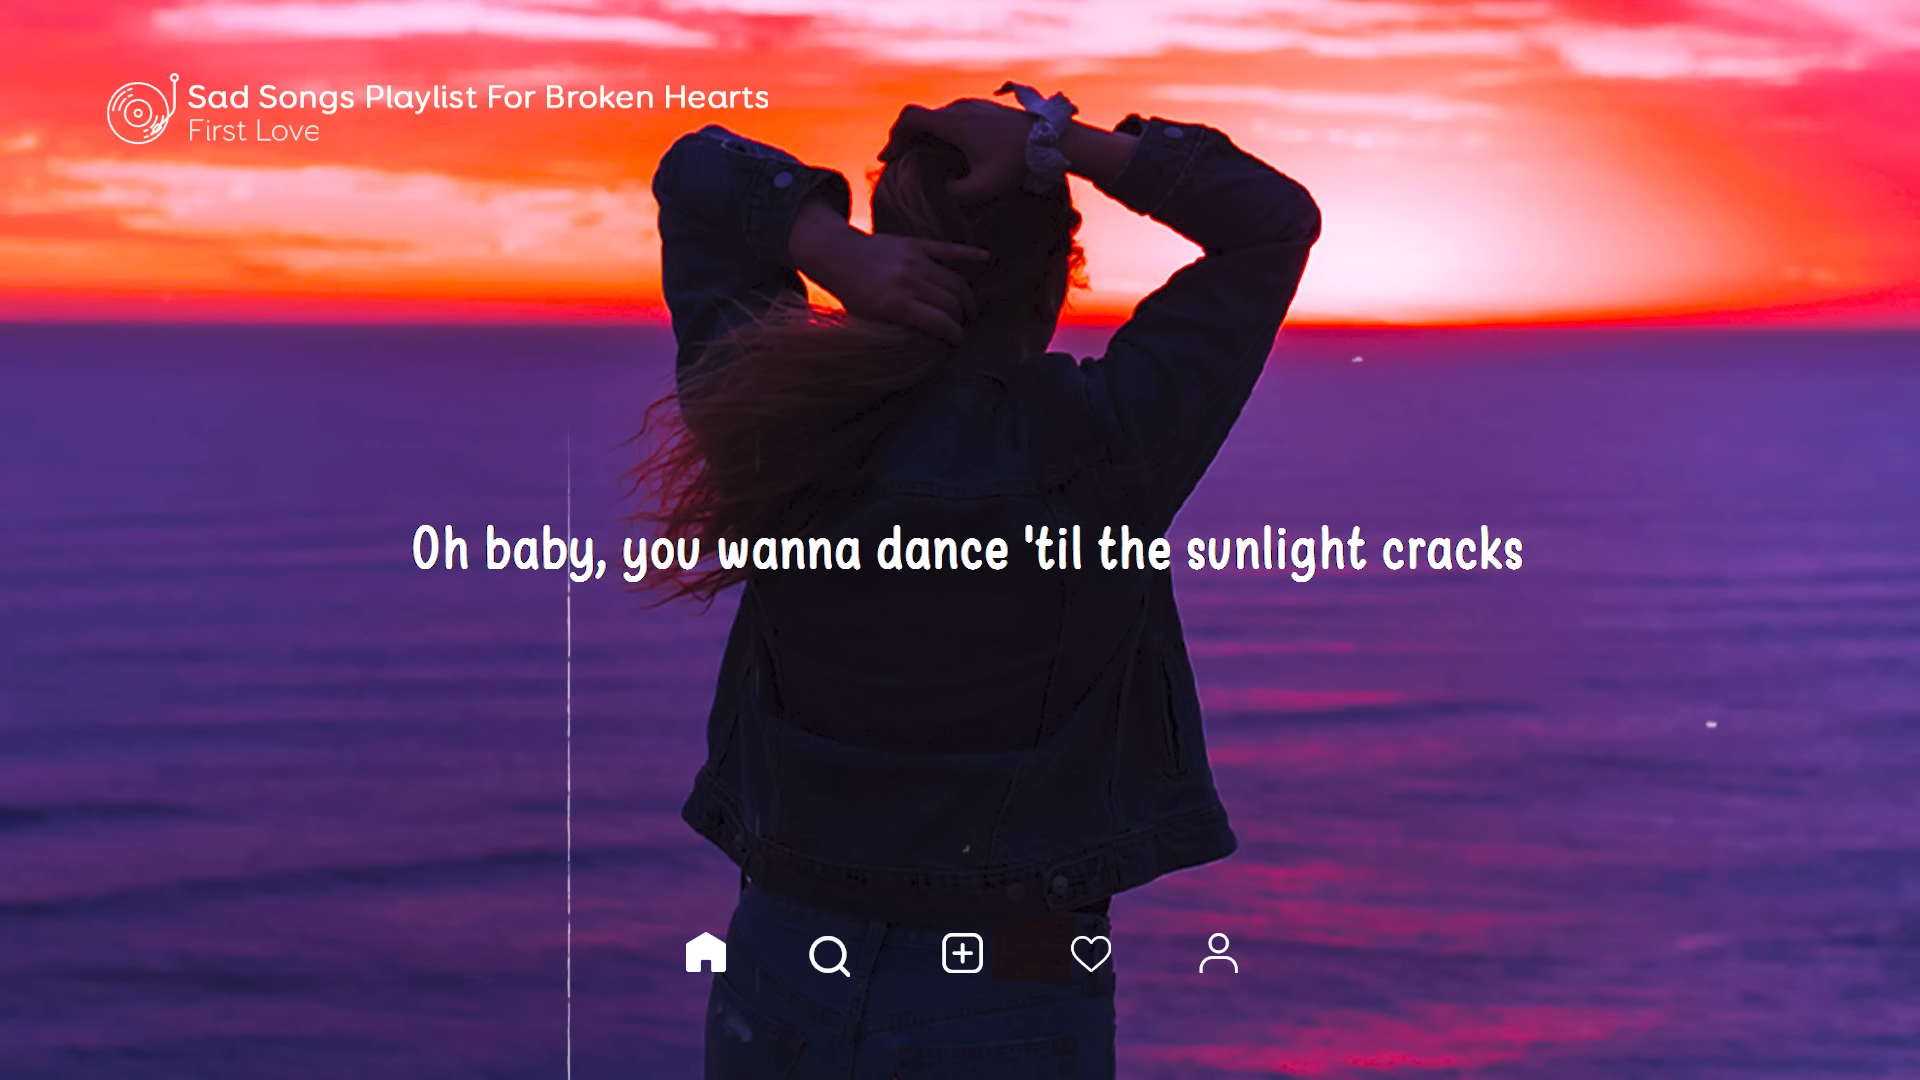 Sad Songs Playlist For Broken Hearts
First Love
Oh baby, you wanna dance 'til the sunlight cracks